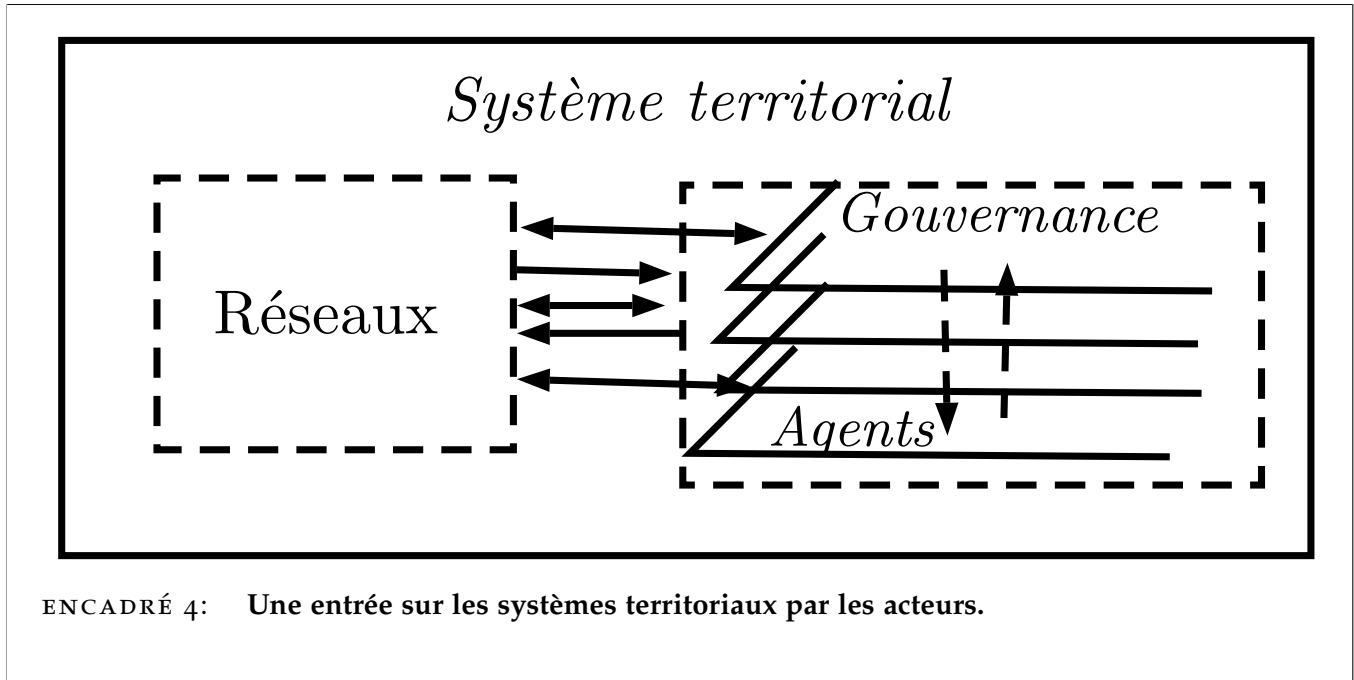 Système territorial
Gouvernance
Réseaux
Agents
ENCADRÉ 4: Une entrée sur les systèmes territoriaux par les acteurs.